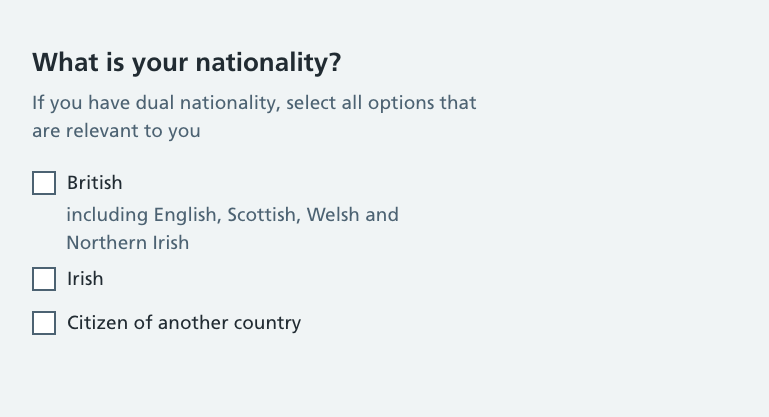 What is your nationality?
If you have dual nationality, select all options that
are relevant to you
British
including English, Scottish, Welsh and
Northern Irish
Irish
Citizen of another country